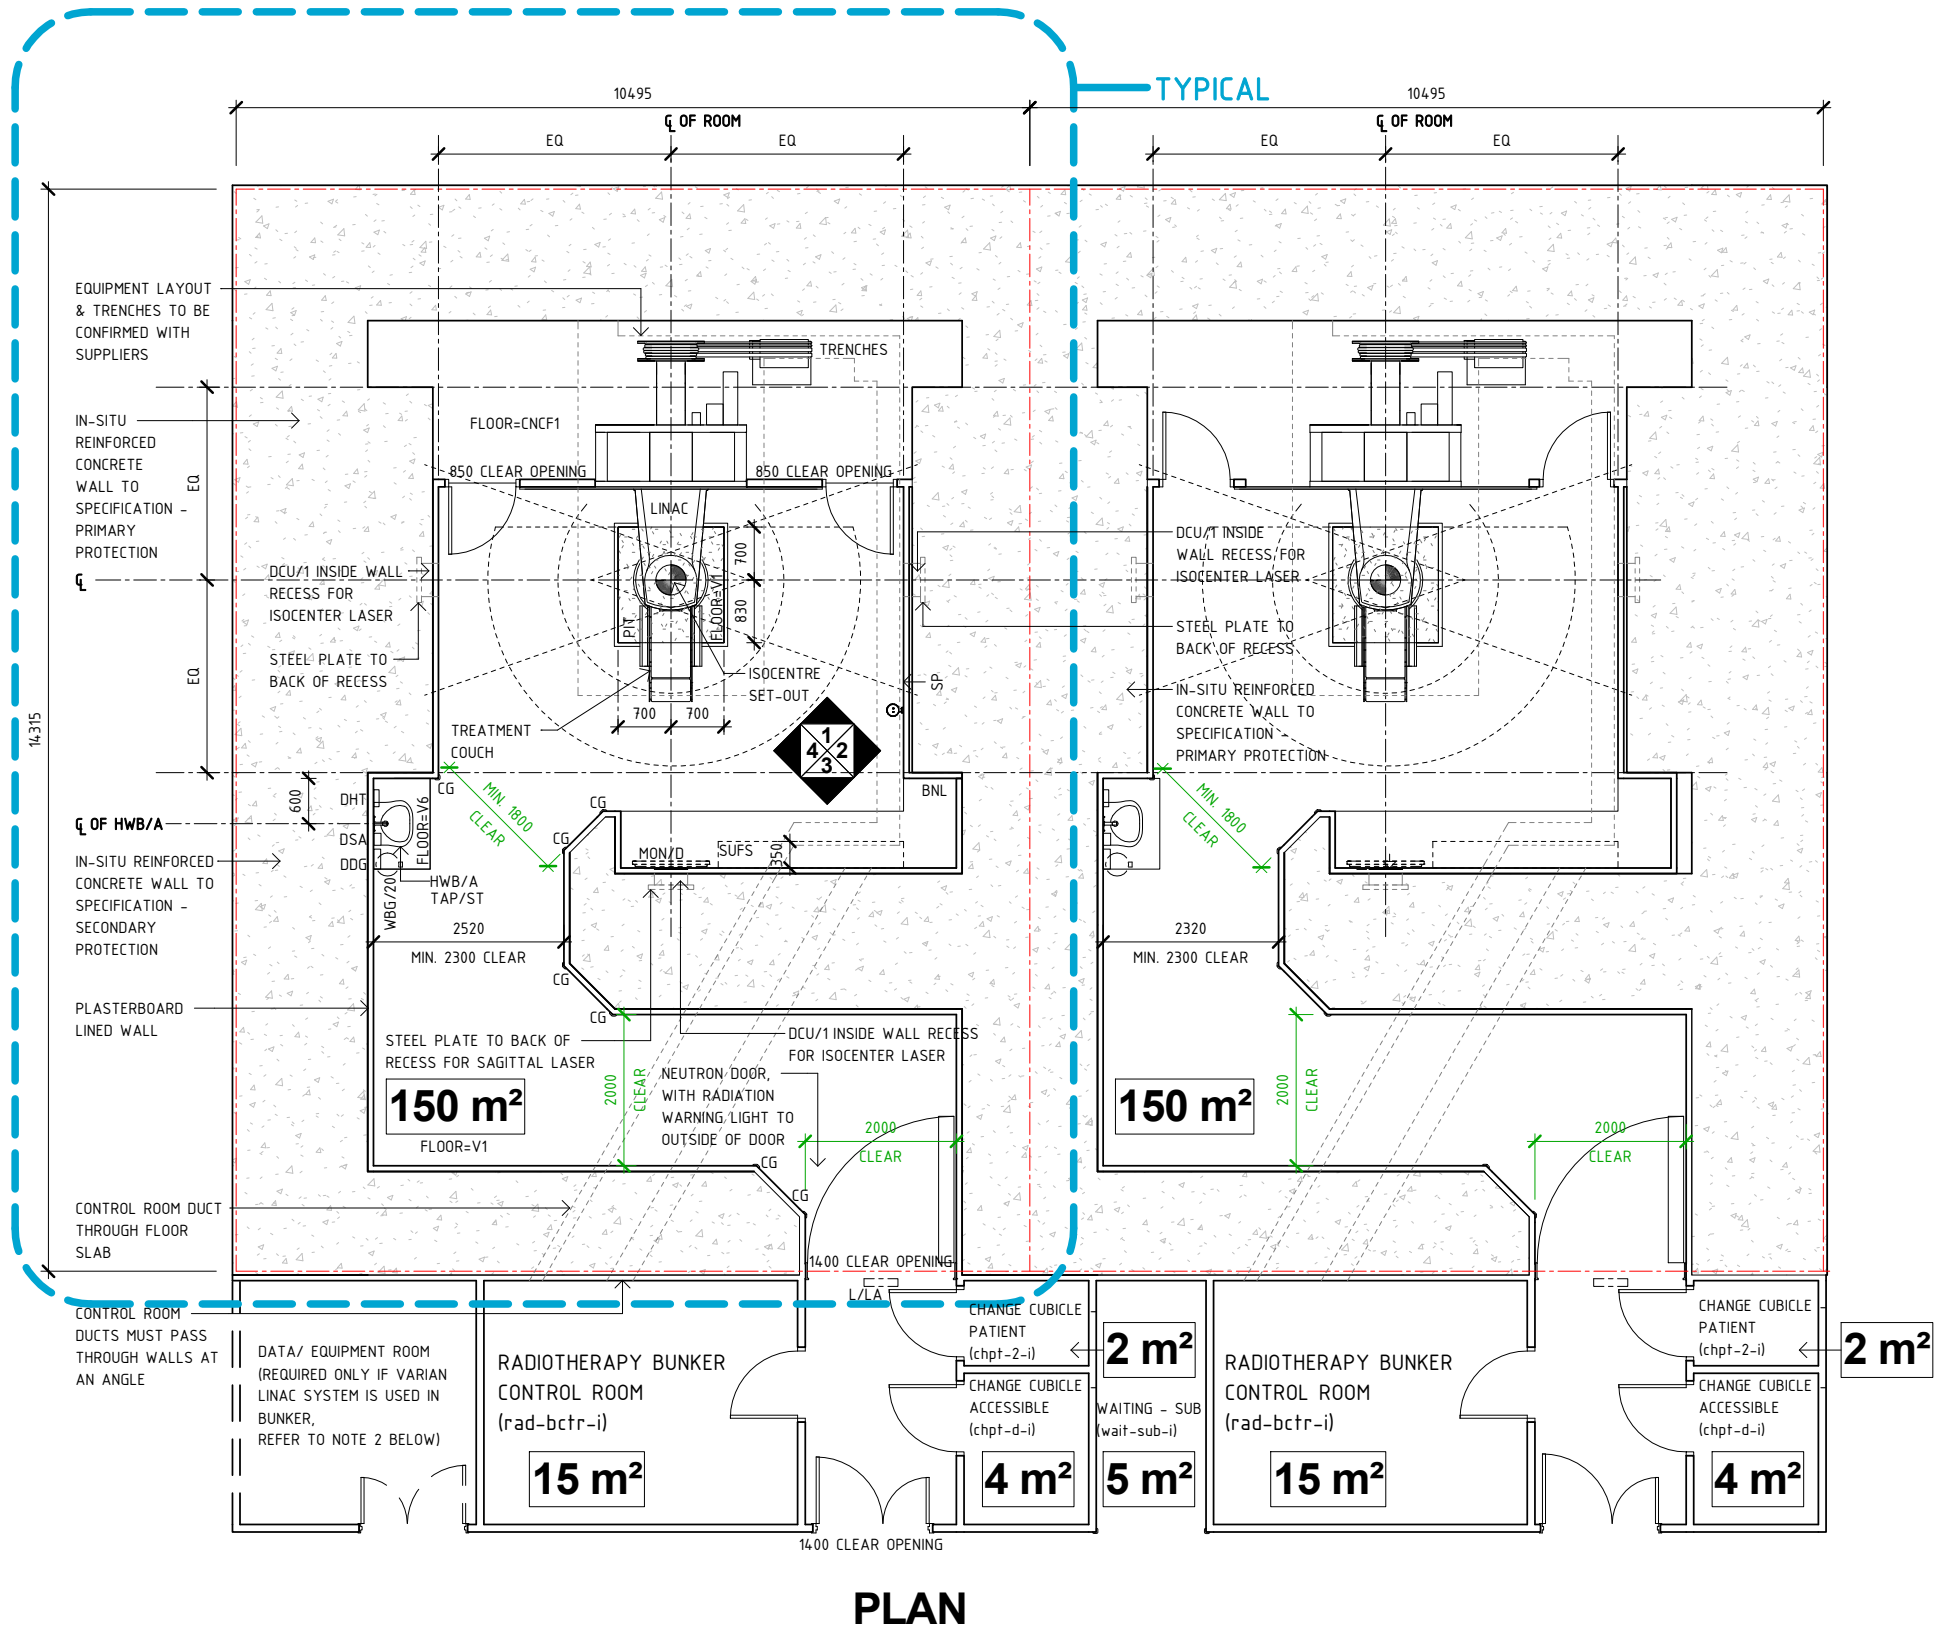 TYPICAL
10495
10495
℄ OF ROOM
℄ OF ROOM
EQ
EQ
EQ
EQ
EQUIPMENT LAYOUT
& TRENCHES TO BE
CONFIRMED WITH
SUPPLIERS
TRENCHES
IN-SITU
REINFORCED
CONCRETE
WALL TO
SPECIFICATION -
PRIMARY
PROTECTION
EQ
FLOOR=CNCF1
850 CLEAR OPENING
850 CLEAR OPENING
LINAC
700
830
FLOOR=V1
PIT
℄
DCU/1 INSIDE WALL
RECESS FOR
ISOCENTER LASER
STEEL PLATE TO
BACK OF RECESS
EQ
14315
DCU/1 INSIDE
WALL RECESS FOR
ISOCENTER LASER
STEEL PLATE TO
BACK OF RECESS
IN-SITU REINFORCED
CONCRETE WALL TO
SPECIFICATION -
PRIMARY PROTECTION
ISOCENTRE
SET-OUT
SP
700
700
TREATMENT
COUCH
1
4 2
3
CG
MIN. 1800
CLEAR
MIN. 1800
CLEAR
BNL
600
DHT
℄ OF HWB/A
DSA
DDG
FLOOR=V6
WBG/20
HWB/A
TAP/ST
CG
CG
MON/D
SUFS
350
IN-SITU REINFORCED
CONCRETE WALL TO
SPECIFICATION -
SECONDARY
PROTECTION
2520
MIN. 2300 CLEAR
2320
MIN. 2300 CLEAR
CG
CG
PLASTERBOARD
LINED WALL
STEEL PLATE TO BACK OF
RECESS FOR SAGITTAL LASER
DCU/1 INSIDE WALL RECESS
FOR ISOCENTER LASER
150 m²
FLOOR=V1
2000
CLEAR
NEUTRON DOOR,
WITH RADIATION
WARNING LIGHT TO
OUTSIDE OF DOOR
2000
CLEAR
150 m²
2000
CLEAR
2000
CLEAR
CG
CG
CONTROL ROOM DUCT
THROUGH FLOOR
SLAB
1400 CLEAR OPENING
L/LA
CONTROL ROOM
DUCTS MUST PASS
THROUGH WALLS AT
AN ANGLE
DATA/ EQUIPMENT ROOM
(REQUIRED ONLY IF VARIAN
LINAC SYSTEM IS USED IN
BUNKER,
REFER TO NOTE 2 BELOW)
RADIOTHERAPY BUNKER
CONTROL ROOM
(rad-bctr-i)
15 m²
CHANGE CUBICLE
PATIENT
(chpt-2-i)
2 m²
CHANGE CUBICLE
ACCESSIBLE
(chpt-d-i)
4 m²
WAITING - SUB
(wait-sub-i)
5 m²
RADIOTHERAPY BUNKER
CONTROL ROOM
(rad-bctr-i)
15 m²
CHANGE CUBICLE
PATIENT
(chpt-2-i)
2 m²
CHANGE CUBICLE
ACCESSIBLE
(chpt-d-i)
4 m²
1400 CLEAR OPENING
PLAN